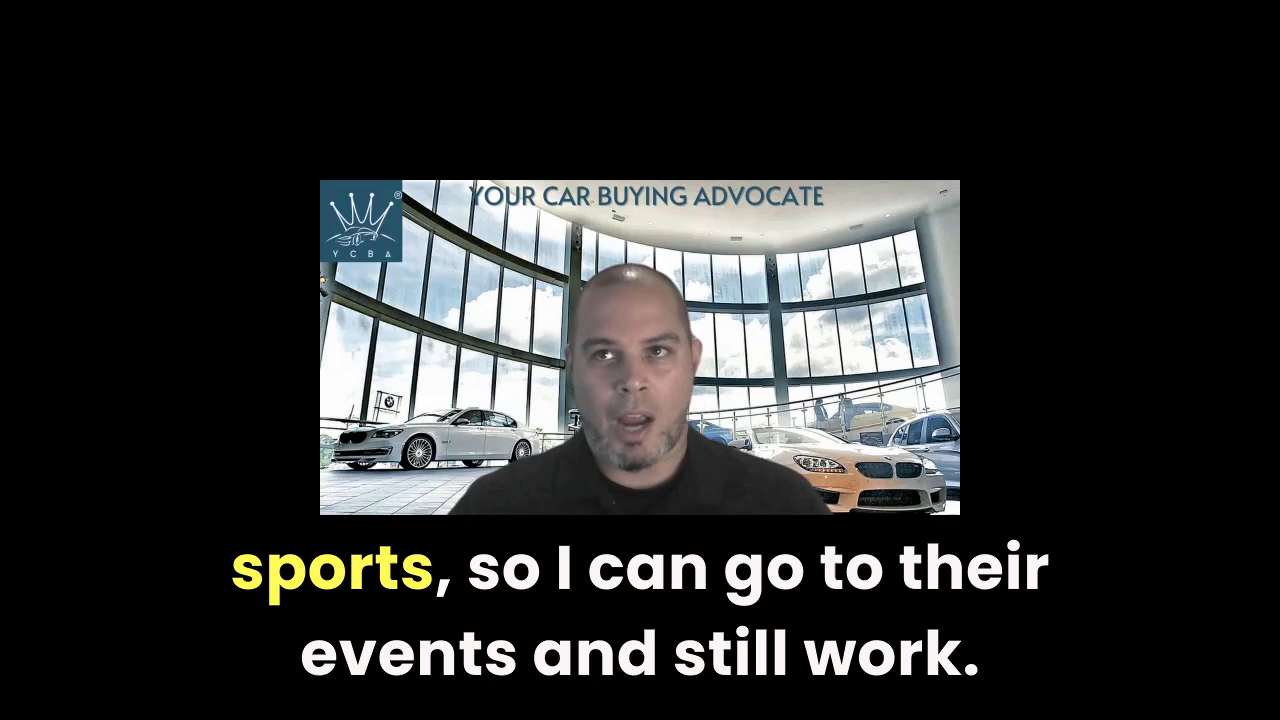 YOUR CAR BUYING ADVOCATE
®
Y C B A
sports, so I can go to their
events and still work.